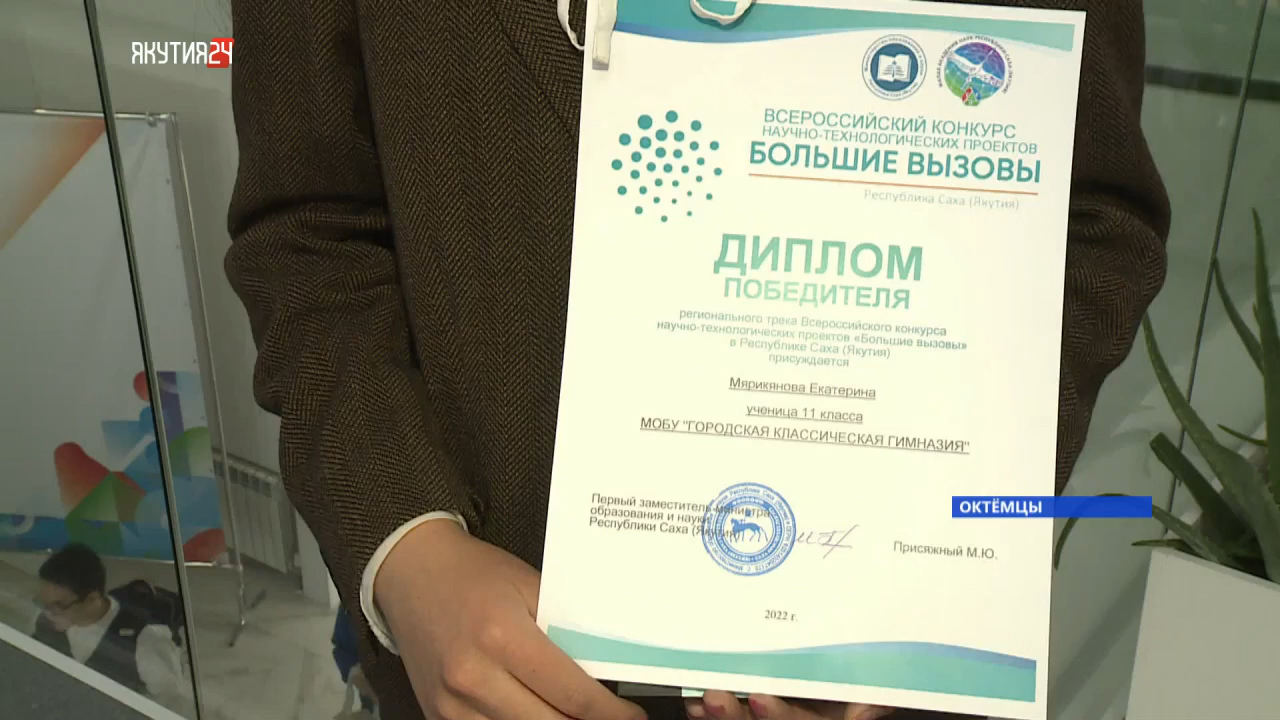 ЯКУТИЯ24
ВСЕРОССИЙСКИЙ КОНКУРС
НАУЧНО-ТЕХНОЛОГИЧЕСКИХ ПРОЕКТОВ
БОЛЬШИЕ ВЫЗОВЫ
Республика Саха (Якутия)
ДИПЛОМ
ПОБЕДИТЕЛЯ
регионального трека Всероссийского конкурса
научно-технологических проектов «Большие вызовы»
в Республике Саха (Якутия)
присуждается
Мярикянова Екатерина
ученица 11 класса
МОБУ "ГОРОДСКАЯ КЛАССИЧЕСКАЯ ГИМНАЗИЯ"
Первый заместитель министра
образования и науки
Республики Саха (Якутия)
Присяжный М.Ю.
2022 г.
ОКТЁМЦЫ